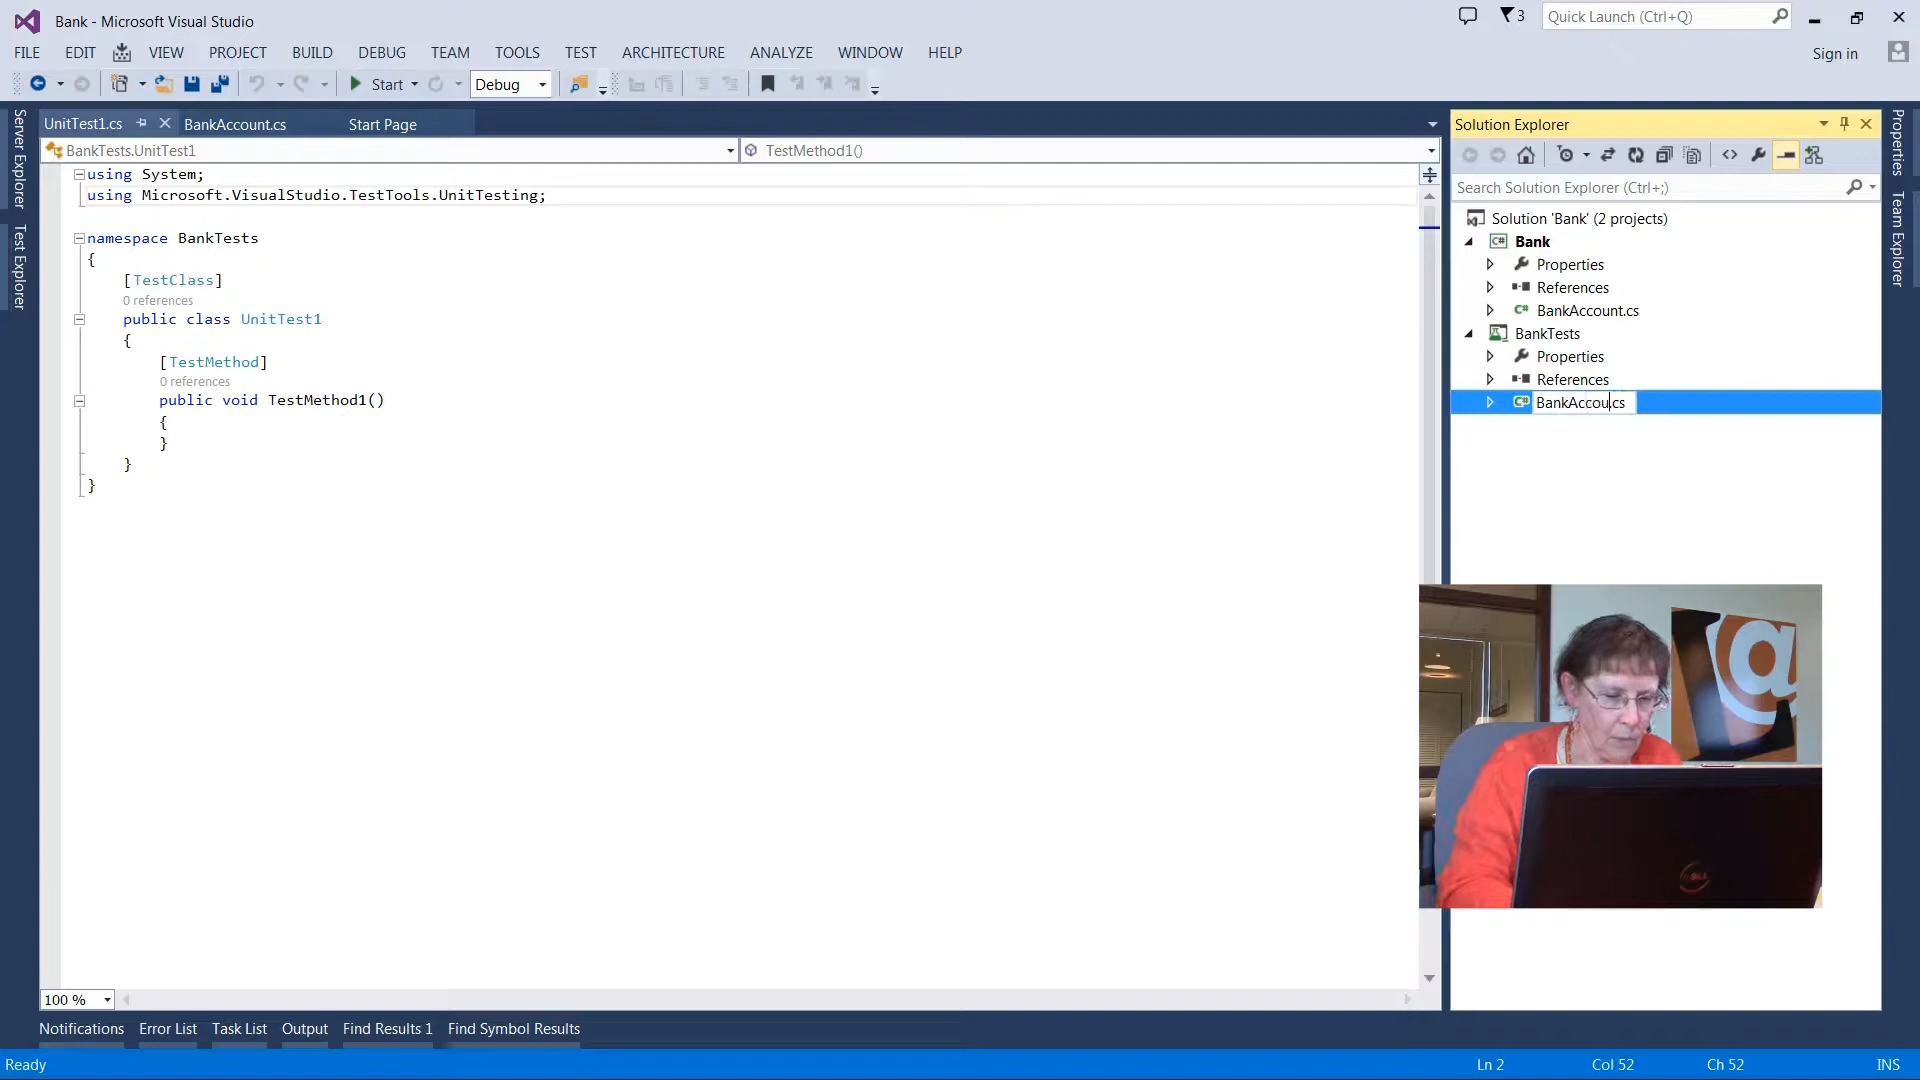 Bank - Microsoft Visual Studio
3
Quick Launch (Ctrl+Q)
FILE EDIT VIEW PROJECT BUILD DEBUG TEAM TOOLS TEST ARCHITECTURE ANALYZE WINDOW HELP
Sign in
Start
Debug
Server Explorer
Test Explorer
UnitTest1.cs
BankAccount.cs
Start Page
BankTests.UnitTest1
TestMethod1()
using System;
using Microsoft.VisualStudio.TestTools.UnitTesting;
namespace BankTests
{
[TestClass]
0 references
public class UnitTest1
{
[TestMethod]
0 references
public void TestMethod1()
{
}
}
}
100 %
Solution Explorer
Search Solution Explorer (Ctrl+;)
Solution 'Bank' (2 projects)
C# Bank
Properties
References
C# BankAccount.cs
BankTests
Properties
References
C# BankAccou.cs
Properties
Team Explorer
@
DELL
Notifications Error List Task List Output Find Results 1 Find Symbol Results
Ready
Ln 2
Col 52
Ch 52
INS